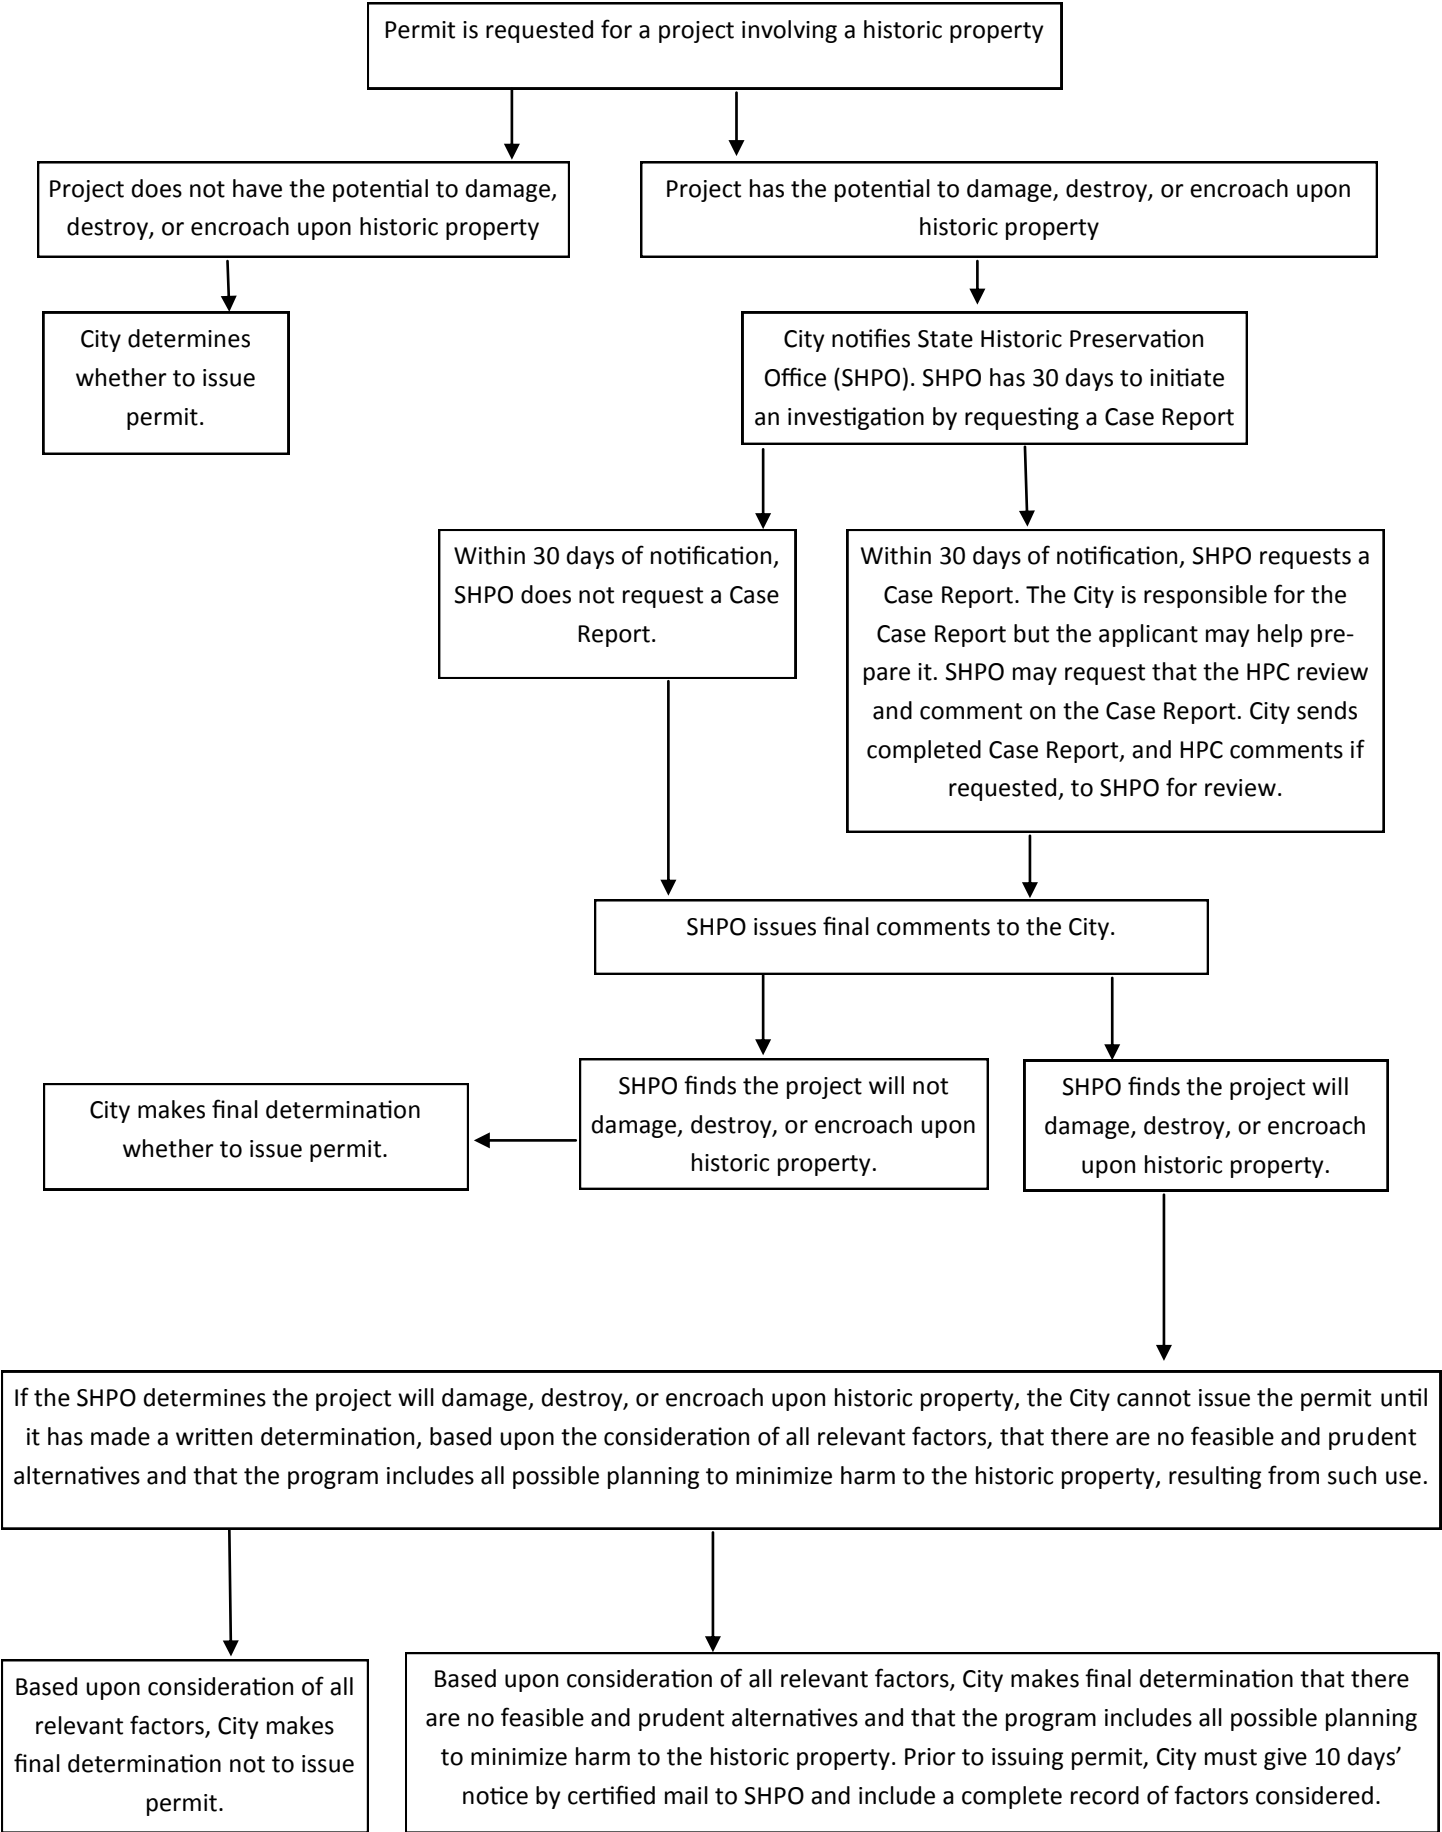 Permit is requested for a project involving a historic property
Project does not have the potential to damage,
destroy, or encroach upon historic property
Project has the potential to damage, destroy, or encroach upon
historic property
City determines
whether to issue
permit.
City notifies State Historic Preservation
Office (SHPO). SHPO has 30 days to initiate
an investigation by requesting a Case Report
Within 30 days of notification,
SHPO does not request a Case
Report.
Within 30 days of notification, SHPO requests a
Case Report. The City is responsible for the
Case Report but the applicant may help pre-
pare it. SHPO may request that the HPC review
and comment on the Case Report. City sends
completed Case Report, and HPC comments if
requested, to SHPO for review.
SHPO issues final comments to the City.
City makes final determination
whether to issue permit.
SHPO finds the project will not
damage, destroy, or encroach upon
historic property.
SHPO finds the project will
damage, destroy, or encroach
upon historic property.
If the SHPO determines the project will damage, destroy, or encroach upon historic property, the City cannot issue the permit until
it has made a written determination, based upon the consideration of all relevant factors, that there are no feasible and prudent
alternatives and that the program includes all possible planning to minimize harm to the historic property, resulting from such use.
Based upon consideration of all
relevant factors, City makes
final determination not to issue
permit.
Based upon consideration of all relevant factors, City makes final determination that there
are no feasible and prudent alternatives and that the program includes all possible planning
to minimize harm to the historic property. Prior to issuing permit, City must give 10 days’
notice by certified mail to SHPO and include a complete record of factors considered.